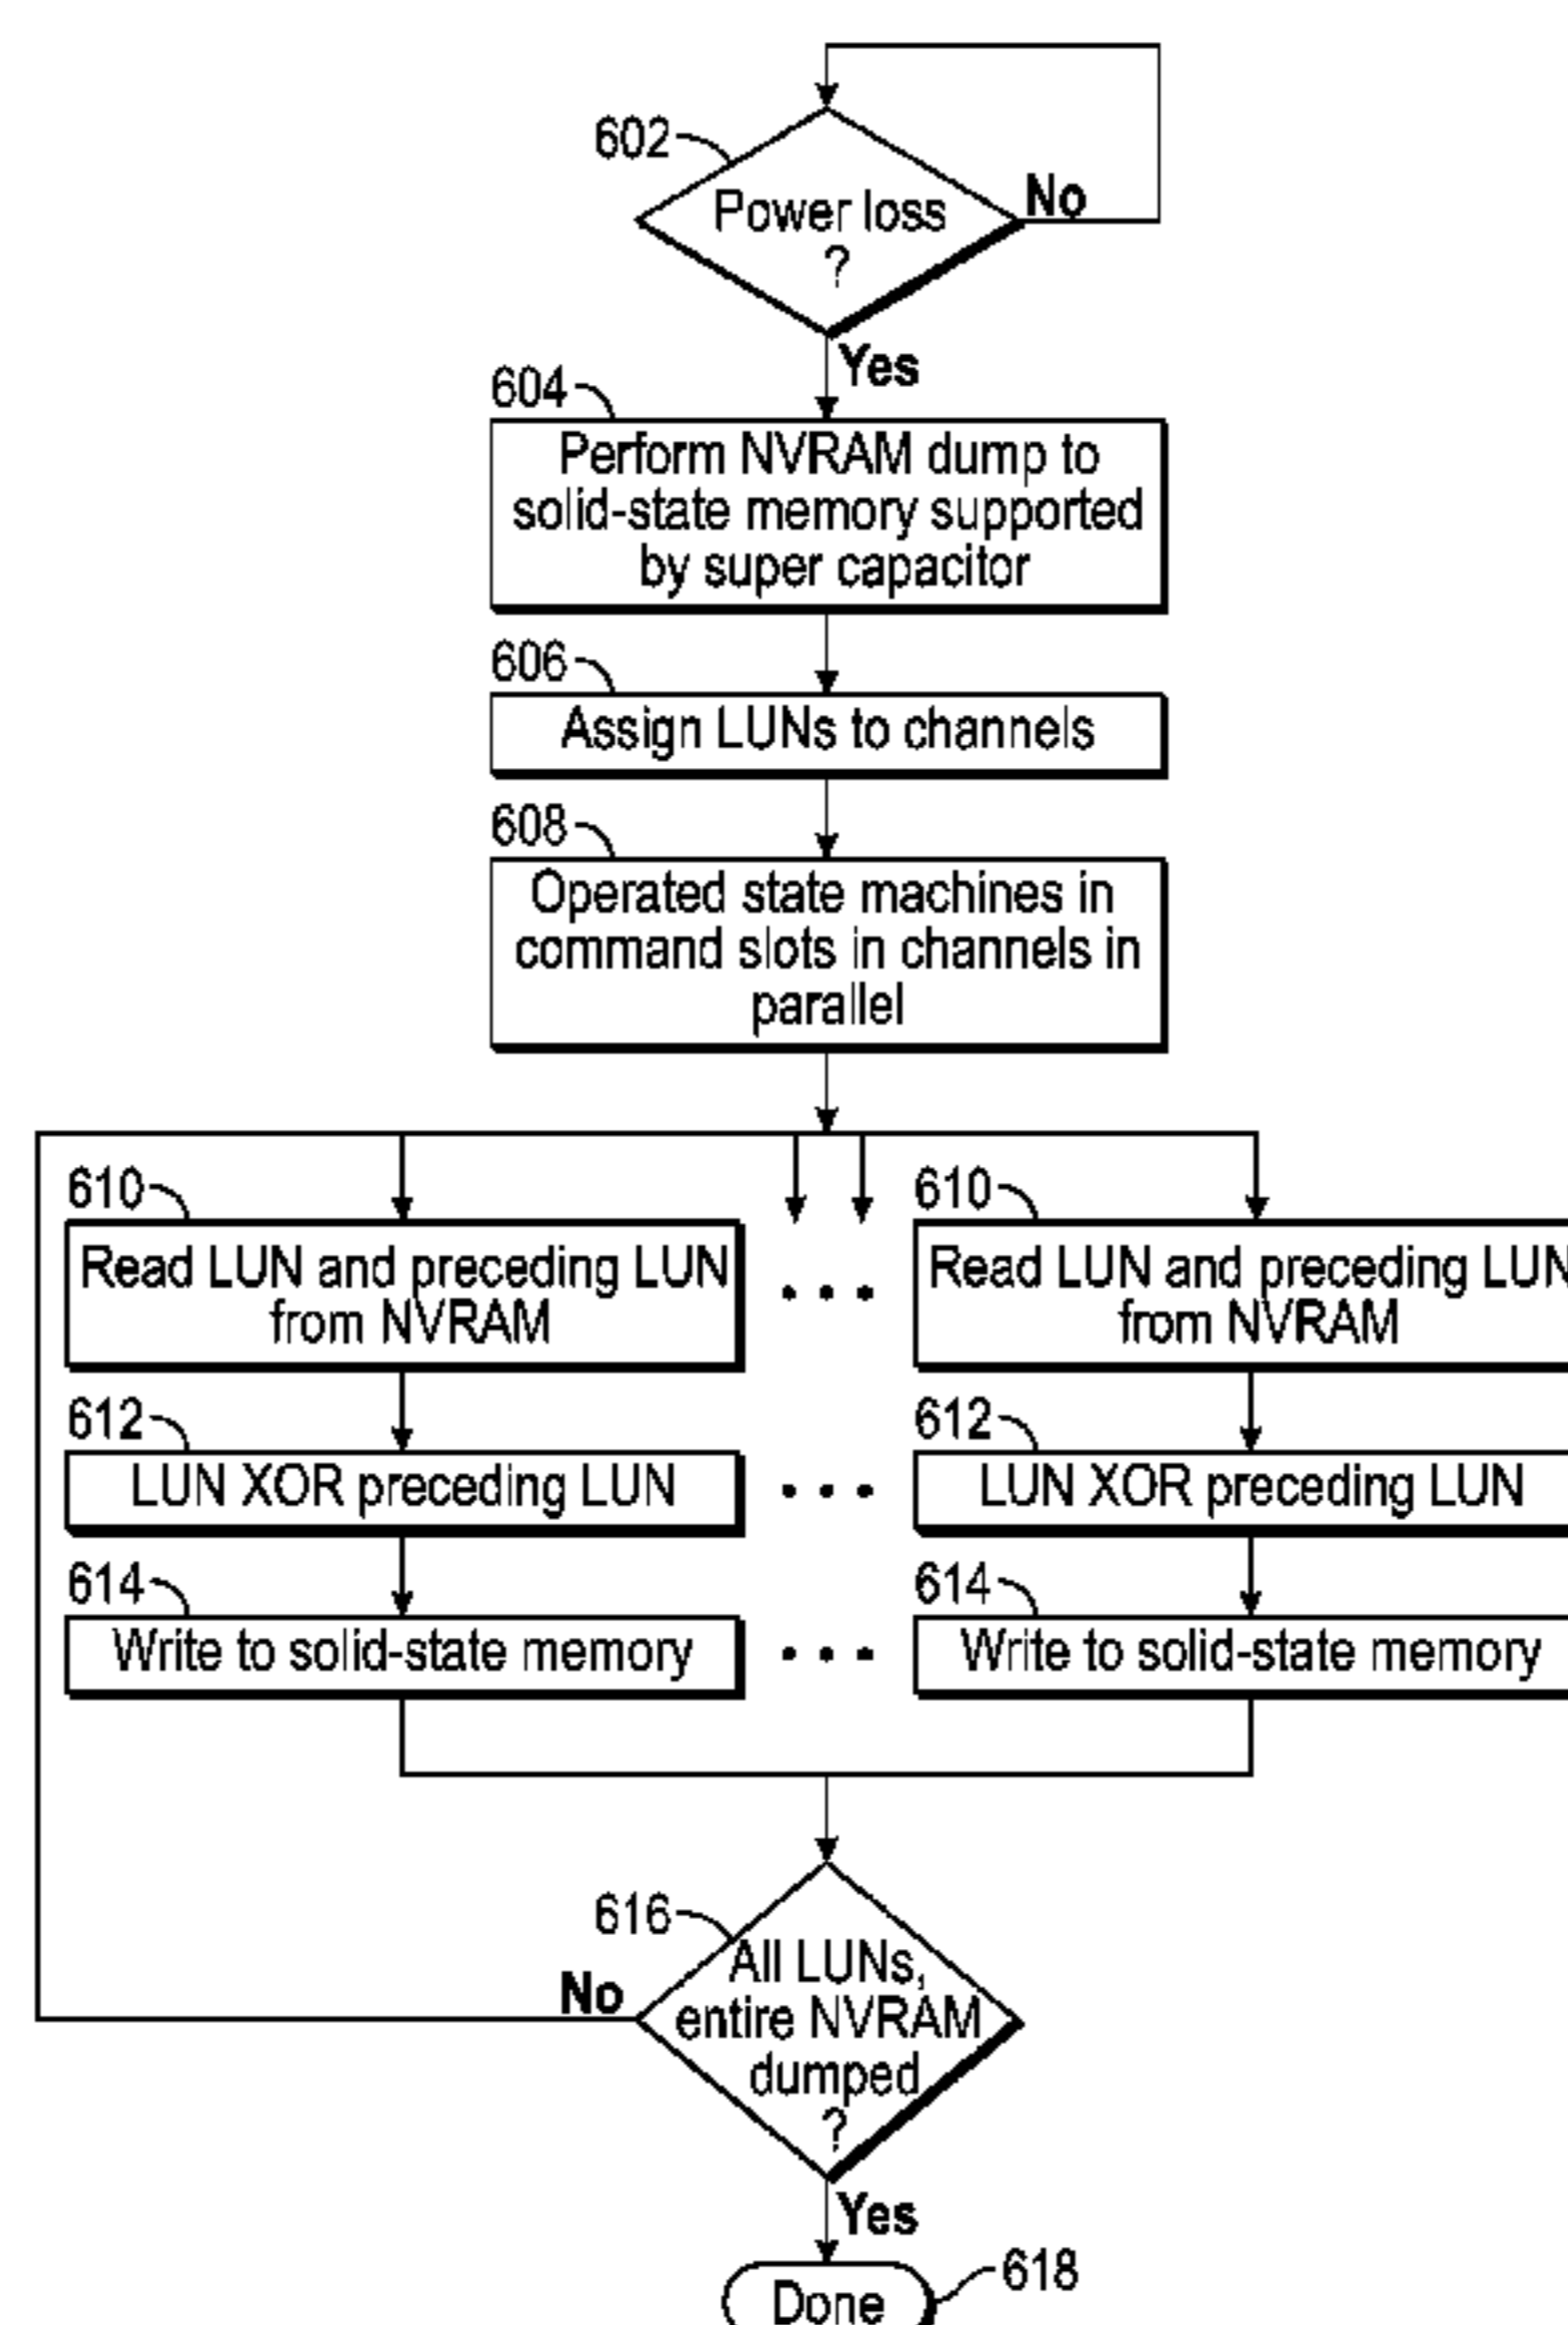 602
Power loss
?
No
Yes
604
Perform NVRAM dump to
solid-state memory supported
by super capacitor
606
Assign LUNs to channels
608
Operated state machines in
command slots in channels in
parallel
610
Read LUN and preceding LUN
from NVRAM
612
LUN XOR preceding LUN
614
Write to solid-state memory
• • •
• • •
• • •
610
Read LUN and preceding LUN
from NVRAM
612
LUN XOR preceding LUN
614
Write to solid-state memory
616
All LUNs,
entire NVRAM
dumped
?
No
Yes
Done
618